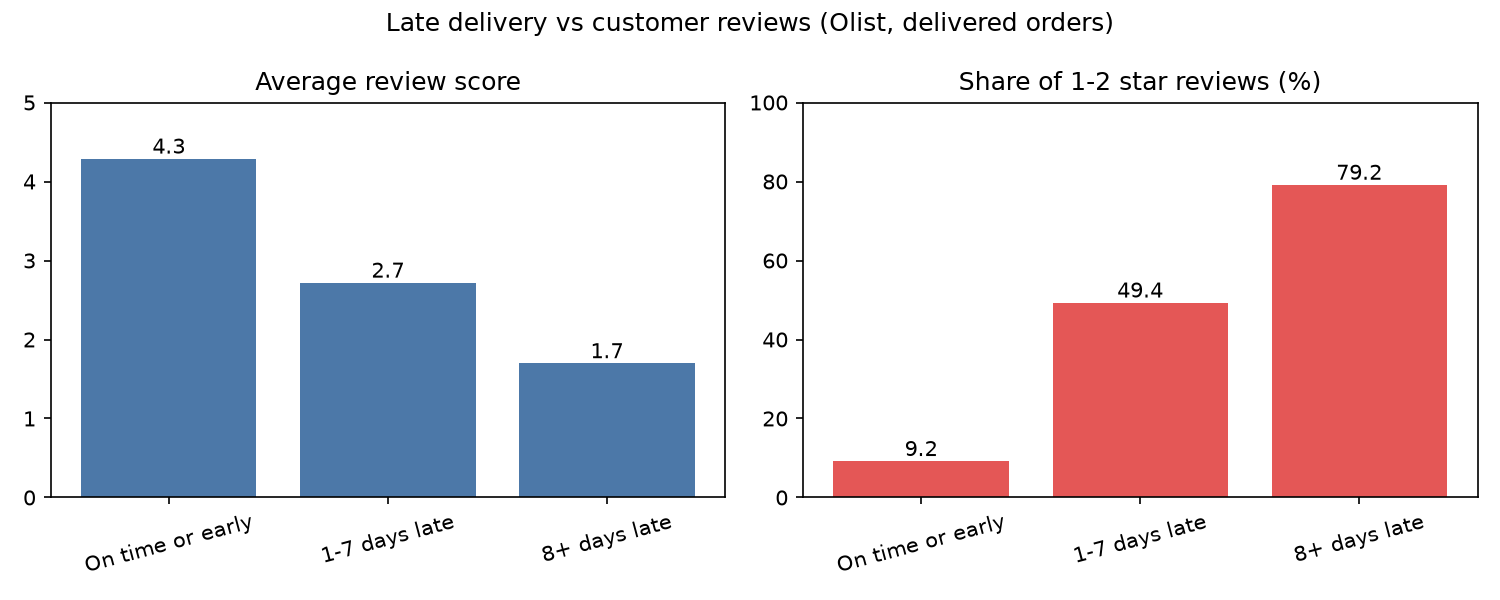 Late delivery vs customer reviews (Olist, delivered orders)
Average review score
5
4
3
2
1
0
4.3
2.7
1.7
On time or early
1-7 days late
8+ days late
Share of 1-2 star reviews (%)
100
80
60
40
20
0
9.2
49.4
79.2
On time or early
1-7 days late
8+ days late